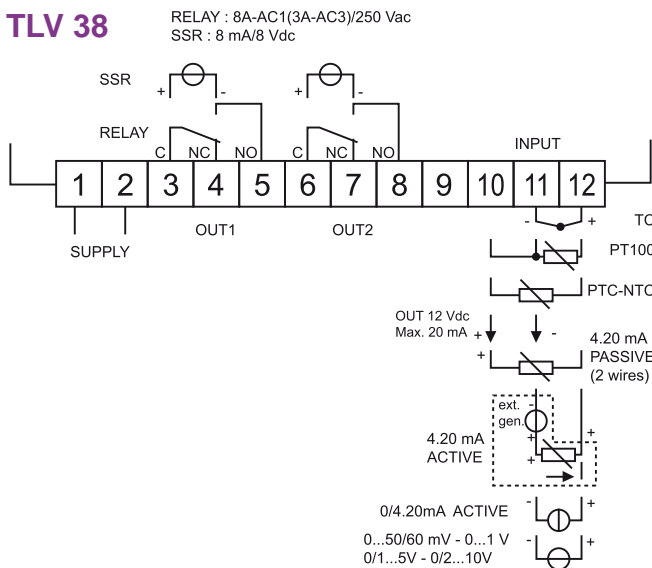 TLV 38
RELAY : 8A-AC1(3A-AC3)/250 Vac
SSR : 8 mA/8 Vdc
SSR
+ - + -
RELAY
C NC NO C NC NO
INPUT
1 2 3 4 5 6 7 8 9 10 11 12
SUPPLY
OUT1
OUT2
- + TC
PT100
PTC-NTC
OUT 12 Vdc
Max. 20 mA + -
+
4.20 mA
PASSIVE
(2 wires)
ext. -
gen.
+ +
4.20 mA
ACTIVE
+
0/4.20mA ACTIVE - +
0...50/60 mV - 0...1 V - +
0/1...5V - 0/2...10V